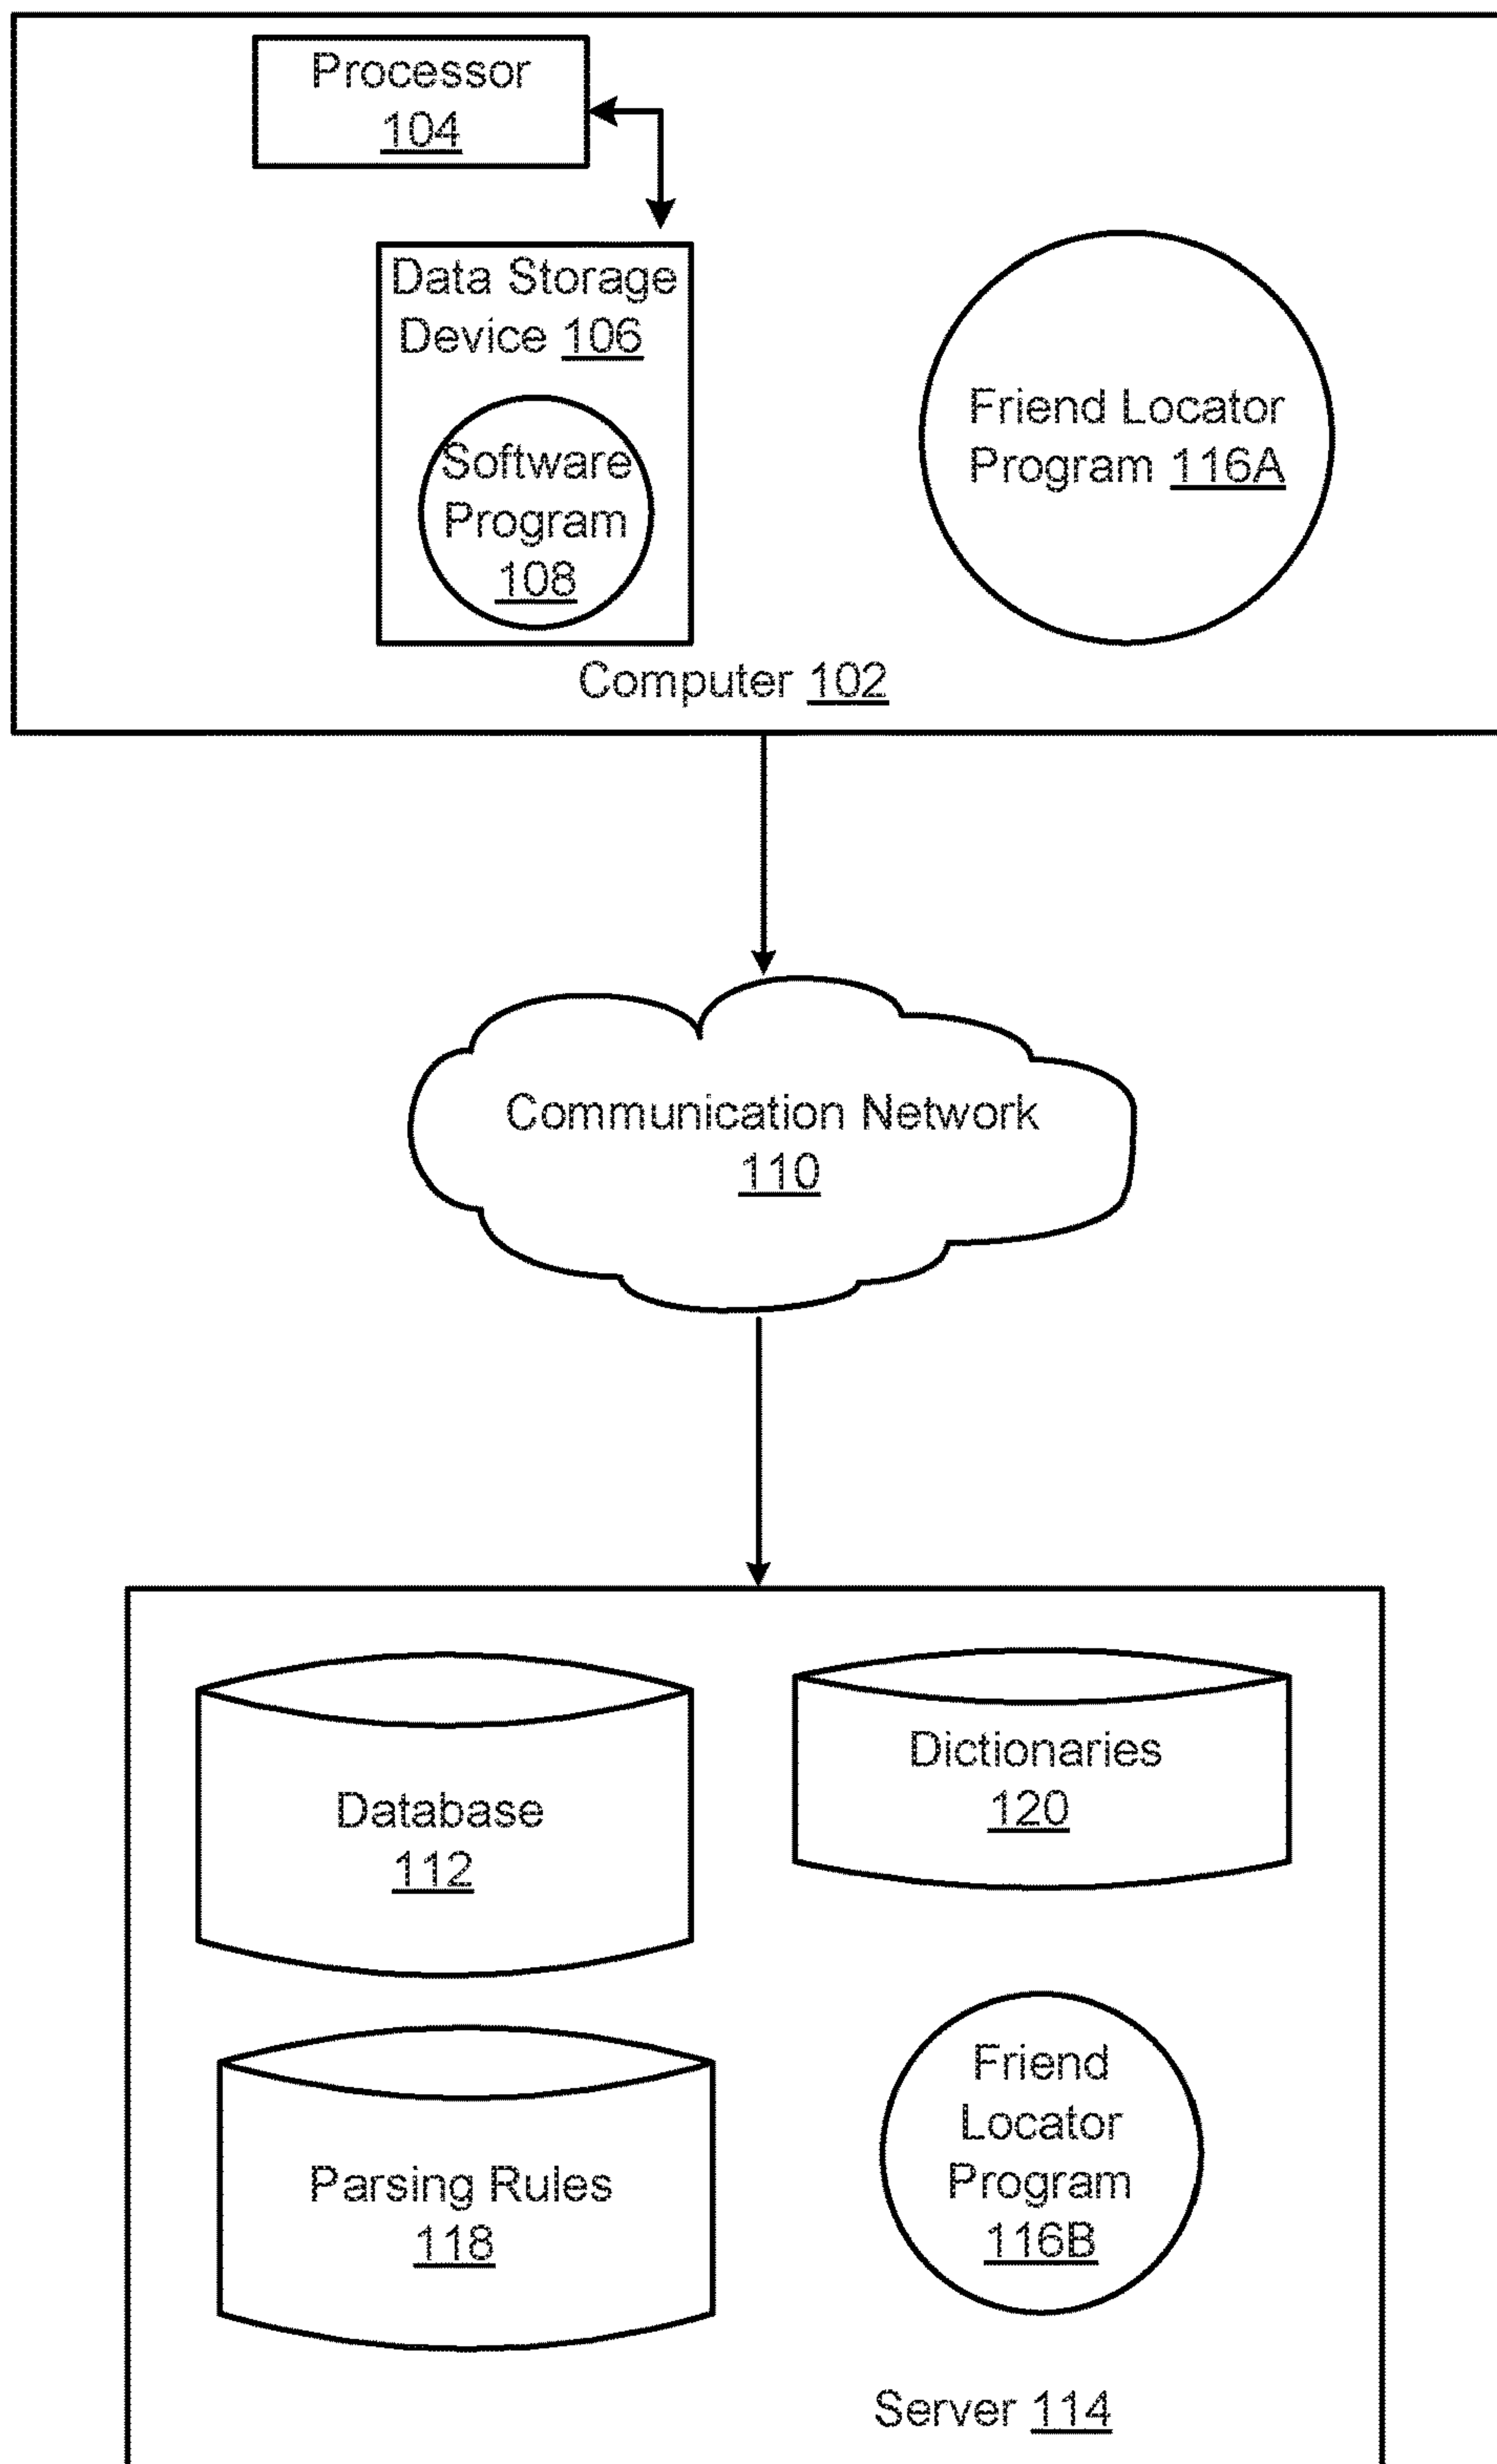 Processor
104
Data Storage
Device 106
Software
Program
108
Friend Locator
Program 116A
Computer 102
Communication Network
110
Database
112
Dictionaries
120
Parsing Rules
118
Friend
Locator
Program
116B
Server 114